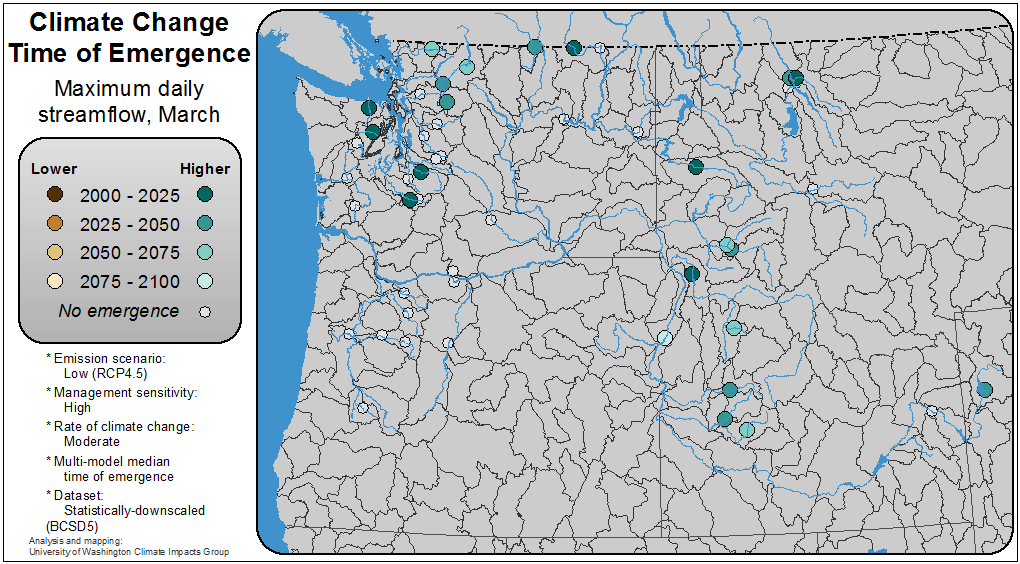 Climate Change
Time of Emergence
Maximum daily
streamflow, March
Lower Higher
2000 - 2025
2025 - 2050
2050 - 2075
2075 - 2100
No emergence
* Emission scenario:
Low (RCP4.5)
* Management sensitivity:
High
* Rate of climate change:
Moderate
* Multi-model median
time of emergence
* Dataset:
Statistically-downscaled
(BCSD5)
Analysis and mapping:
University of Washington Climate Impacts Group